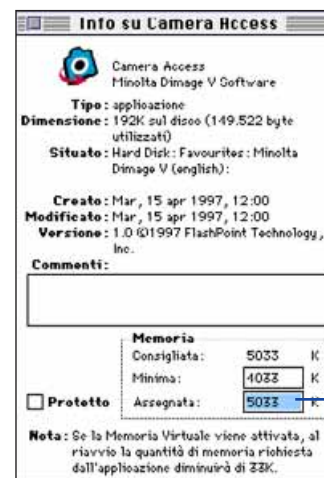 Info su Camera Access
Camera Access
Minolta Dimage V Software
Tipo: applicazione
Dimensione: 192K sul disco (149.522 byte
utilizzati)
Situato: Hard Disk: Favourites: Minolta
Dimage V (english):
Creato: Mar, 15 apr 1997, 12:00
Modificato: Mar, 15 apr 1997, 12:00
Versione: 1.0 ©1997 FlashPoint Technology,
Inc.
Commenti:
Memoria
Consigliata: 5033 K
Minima: 4033 K
Protetto Assegnata: 5033 K
Nota: Se la Memoria Virtuale viene attivata, al
riavvio la quantità di memoria richiesta
dall'applicazione diminuirà di 33K.